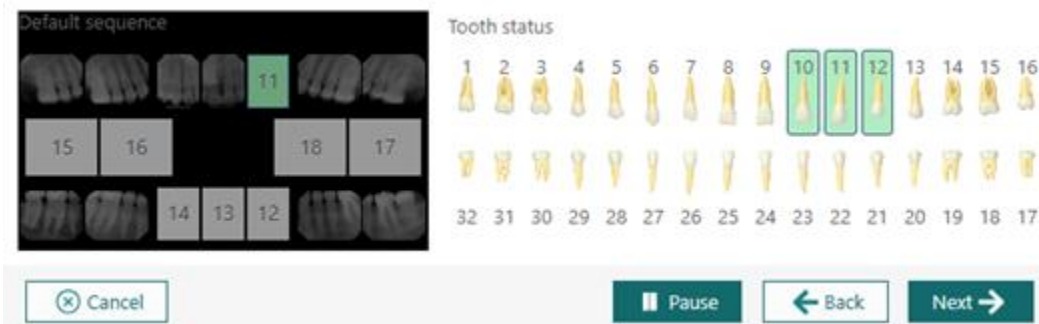 Default sequence
Tooth status
11
15 16 18 17
14 13 12
1 2 3 4 5 6 7 8 9 10 11 12 13 14 15 16
32 31 30 29 28 27 26 25 24 23 22 21 20 19 18 17
Cancel
Pause
Back
Next